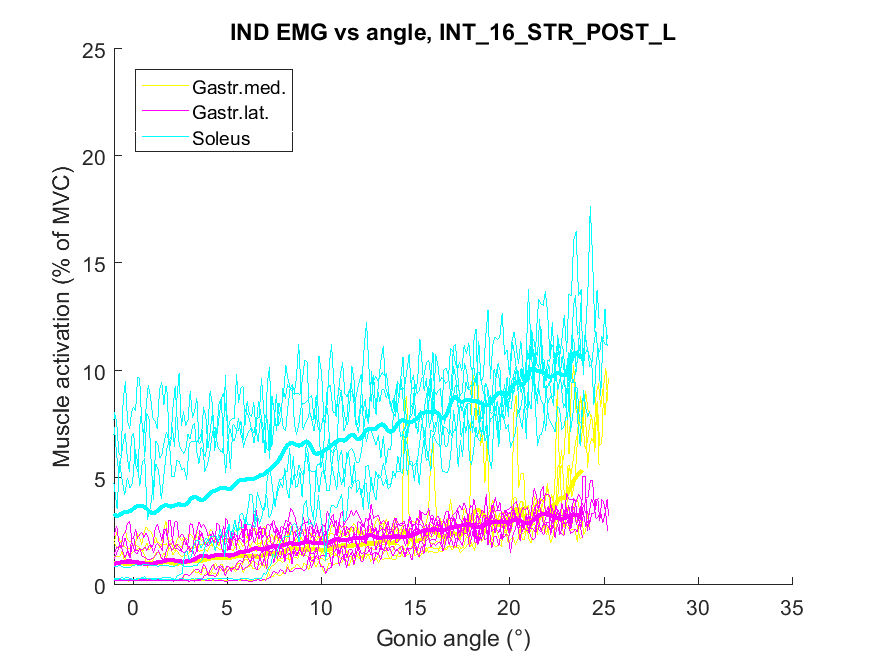 IND EMG vs angle, INT_16_STR_POST_L
25
20
15
10
5
0
Muscle activation (% of MVC)
Gastr.med.
Gastr.lat.
Soleus
0 5 10 15 20 25 30 35
Gonio angle (°)